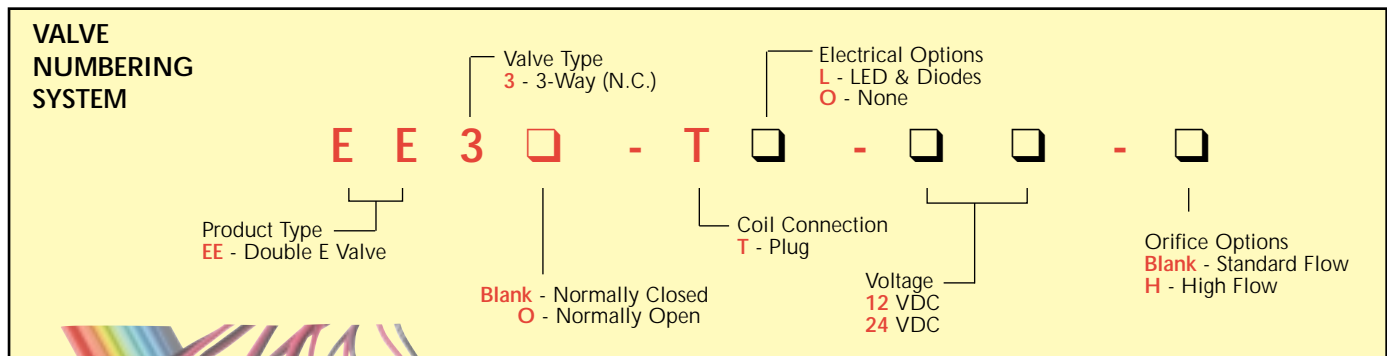 VALVE
NUMBERING
SYSTEM
Valve Type
3 - 3-Way (N.C.)
Electrical Options
L - LED & Diodes
O - None
E E 3 ❑ - T ❑ - ❑ ❑ - ❑
Product Type
EE - Double E Valve
Blank - Normally Closed
O - Normally Open
Coil Connection
T - Plug
Voltage
12 VDC
24 VDC
Orifice Options
Blank - Standard Flow
H - High Flow